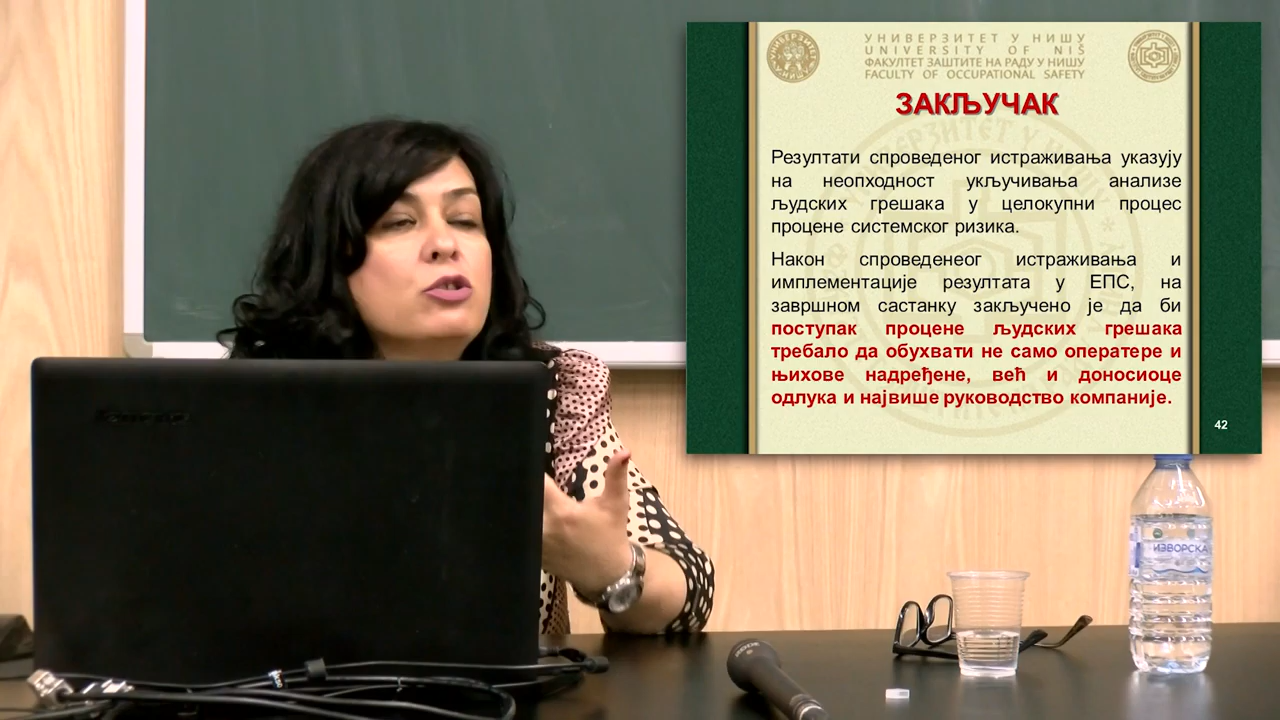 УНИВЕРЗИТЕТ У НИШУ
UNIVERSITY OF NIŠ
ФАКУЛТЕТ ЗАШТИТЕ НА РАДУ У НИШУ
FACULTY OF OCCUPATIONAL SAFETY
ЗАКЉУЧАК
Резултати спроведеног истраживања указују
на неопходност укључивања анализе
људских грешака у целокупни процес
процене системског ризика.
Након спроведенеог истраживања и
имплементације резултата у ЕПС, на
завршном састанку закључено је да би
поступак процене људских грешака
требало да обухвати не само оператере и
њихове надређене, већ и доносиоце
одлука и највише руководство компаније.
42
ИЗВОРСКА